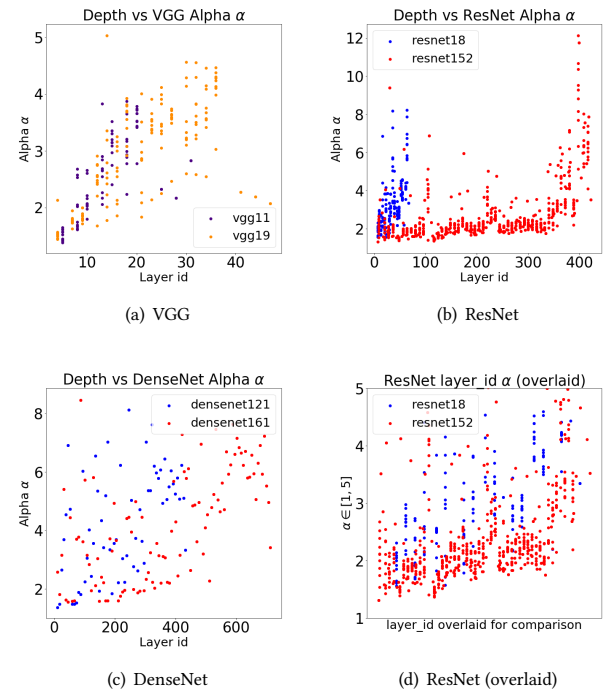 Depth vs VGG Alpha α
5
4
3
2
Alpha α
vgg11
vgg19
10
20
30
40
Layer id
(a) VGG
Depth vs ResNet Alpha α
12
10
8
6
4
2
Alpha α
resnet18
resnet152
0
100
200
300
400
Layer id
(b) ResNet
Depth vs DenseNet Alpha α
8
6
4
2
Alpha α
densenet121
densenet161
0
200
400
600
Layer id
(c) DenseNet
ResNet layer_id α (overlaid)
5
4
3
2
1
α ∈ [1, 5]
resnet18
resnet152
layer_id overlaid for comparison
(d) ResNet (overlaid)